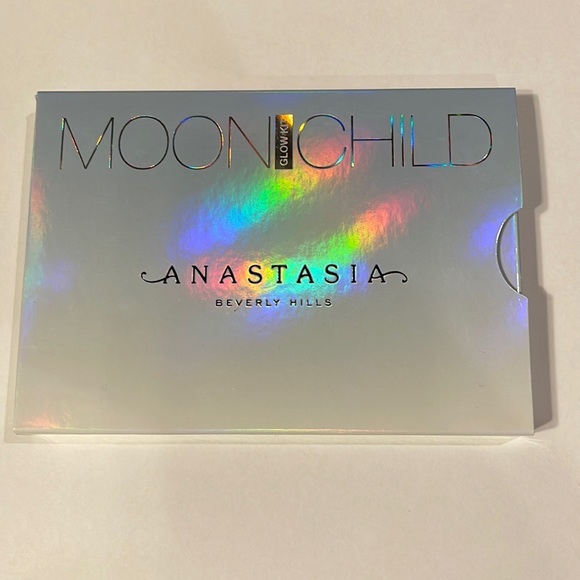 MOON GLOW KIT CHILD
ANASTASIA
BEVERLY HILLS